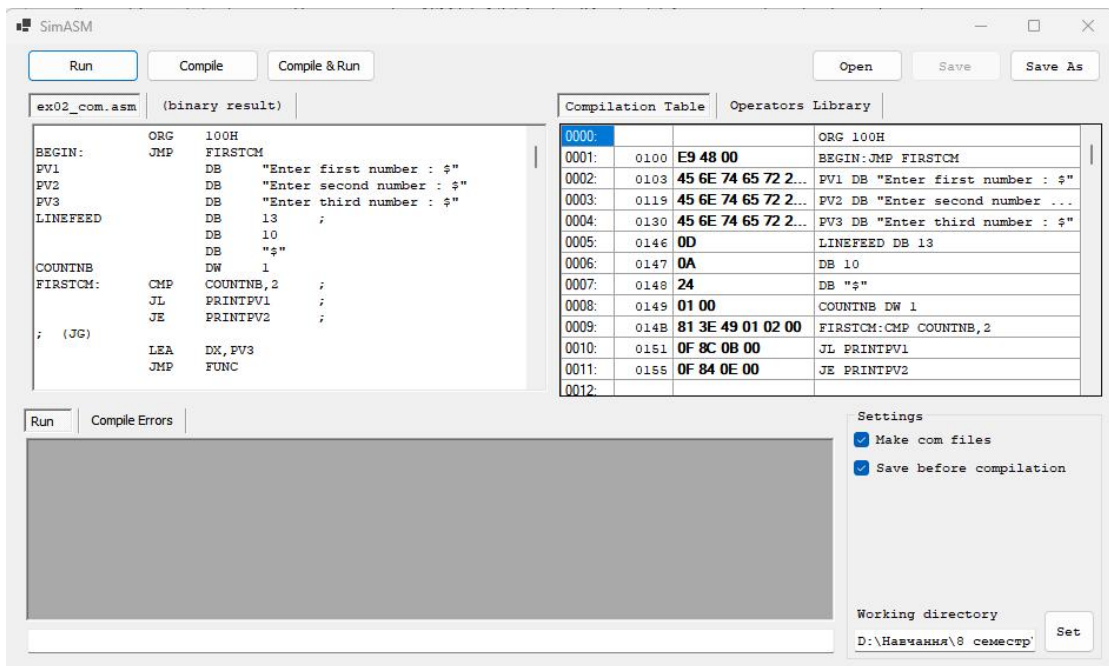 SimASM
Run Compile Compile & Run Open Save Save As
ex02_com.asm (binary result)
ORG 100H
BEGIN: JMP FIRSTCM
PV1 DB "Enter first number : $"
PV2 DB "Enter second number : $"
PV3 DB "Enter third number : $"
LINEFEED DB 13 ;
DB 10
DB "$"
COUNTNB DW 1
FIRSTCM: CMP COUNTNB,2 ;
JL PRINTPV1 ;
JE PRINTPV2 ;
; (JG)
LEA DX,PV3
JMP FUNC
Compilation Table Operators Library
0000: ORG 100H
0001: 0100 E9 48 00 BEGIN:JMP FIRSTCM
0002: 0103 45 6E 74 65 72 2... PV1 DB "Enter first number : $"
0003: 0119 45 6E 74 65 72 2... PV2 DB "Enter second number ...
0004: 0130 45 6E 74 65 72 2... PV3 DB "Enter third number : $"
0005: 0146 0D LINEFEED DB 13
0006: 0147 0A DB 10
0007: 0148 24 DB "$"
0008: 0149 01 00 COUNTNB DW 1
0009: 014B 81 3E 49 01 02 00 FIRSTCM:CMP COUNTNB,2
0010: 0151 0F 8C 0B 00 JL PRINTPV1
0011: 0155 0F 84 0E 00 JE PRINTPV2
0012:
Run Compile Errors
Settings
Make com files
Save before compilation
Working directory
D:\Навчання\8 семестр
Set